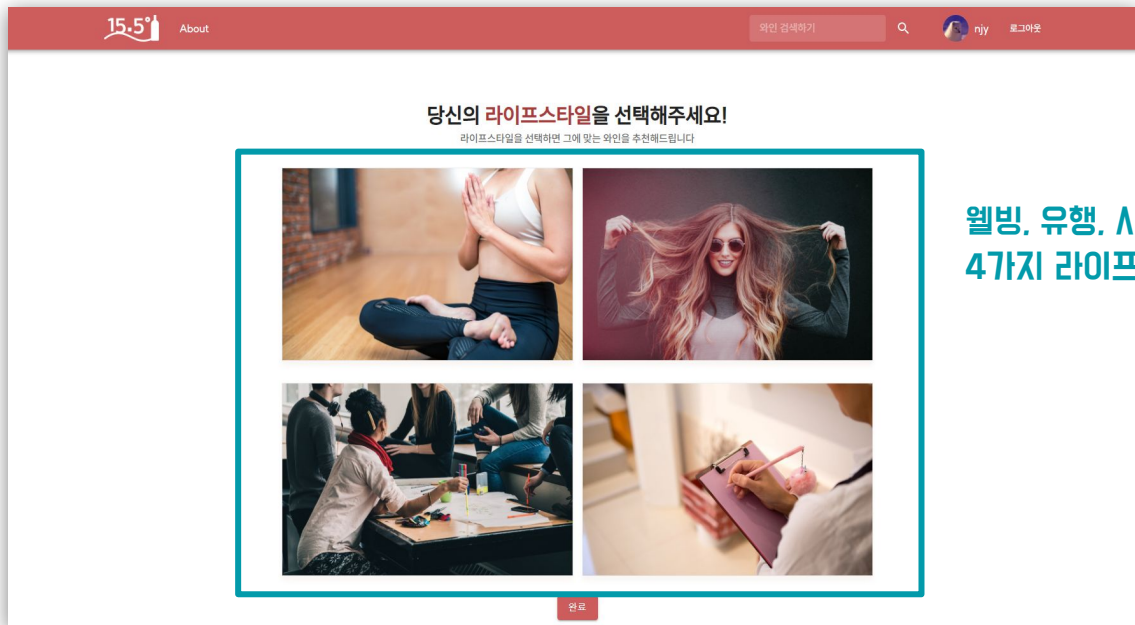 15.5°
About
와인 검색하기
njy
로그아웃
당신의 라이프스타일을 선택해주세요!
라이프스타일을 선택하면 그에 맞는 와인을 추천해드립니다
웰빙, 유행,
4가지
완료